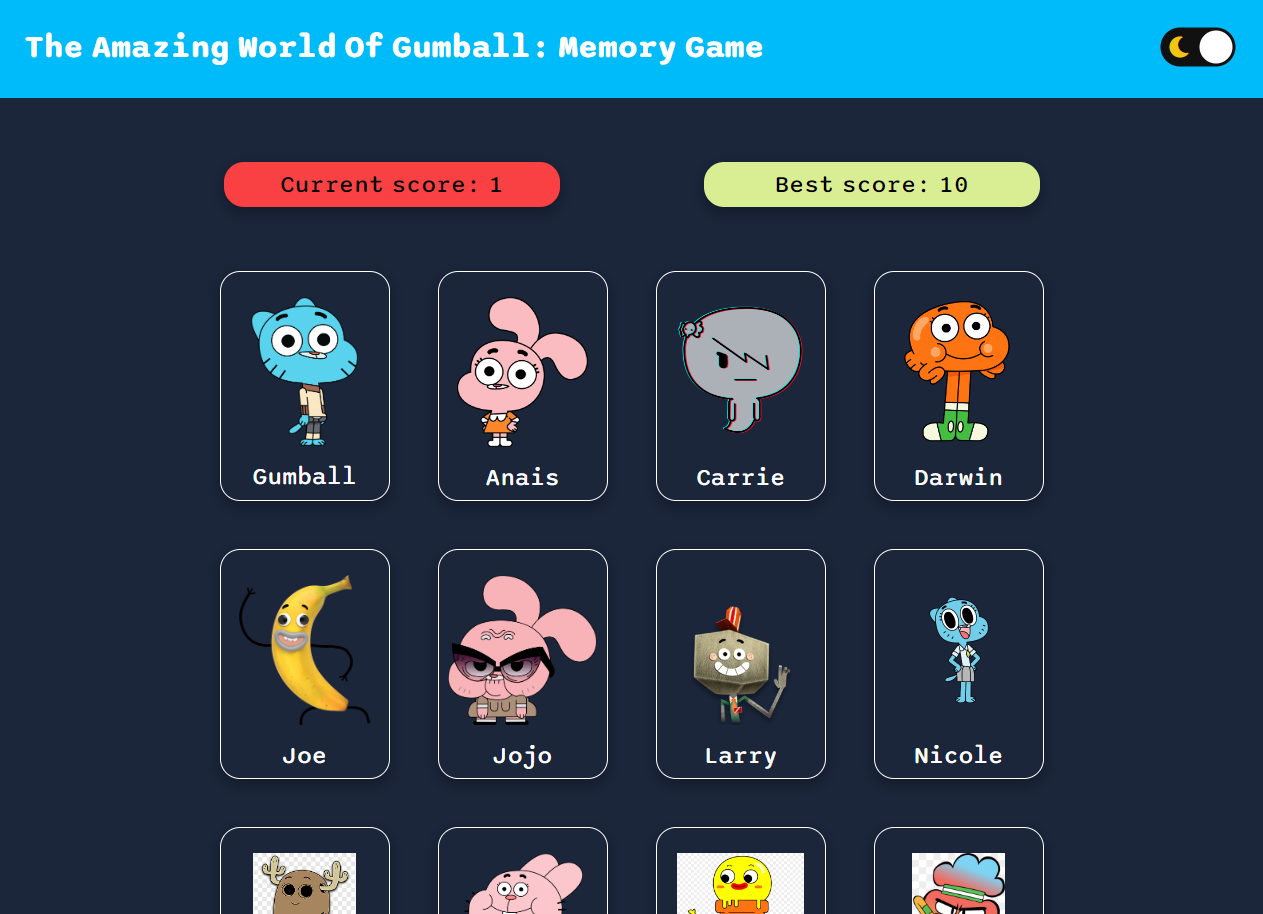 The Amazing World Of Gumball: Memory Game
Current score: 1
Best score: 10
Gumball
Anais
Carrie
Darwin
Joe
Jojo
Larry
Nicole